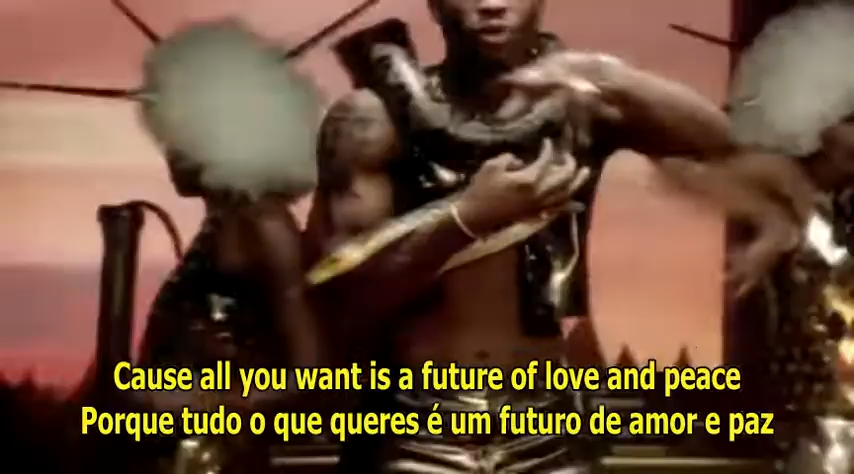 Cause all you want is a future of love and peace
Porque tudo o que queres é um futuro de amor e paz